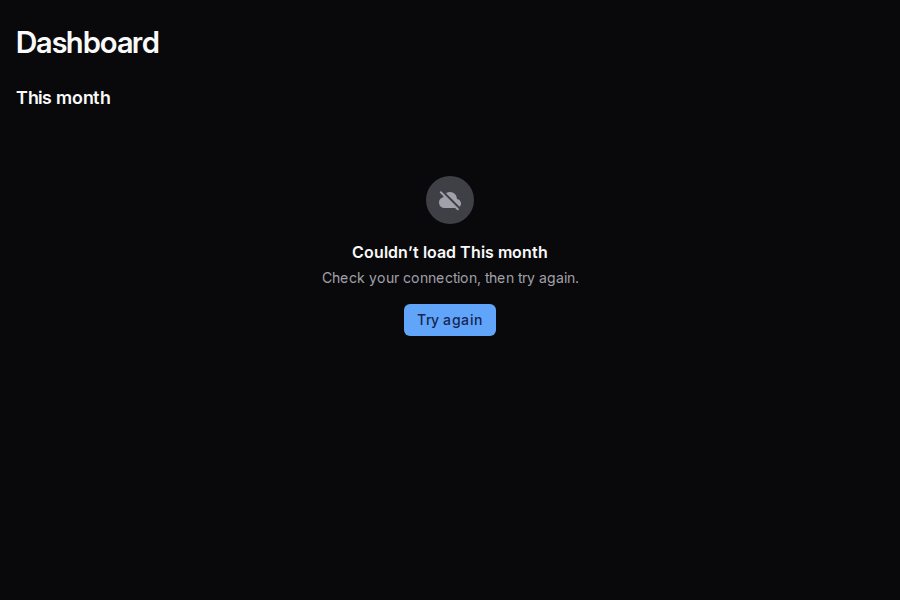 Dashboard
This month
Couldn’t load This month
Check your connection, then try again.
Try again